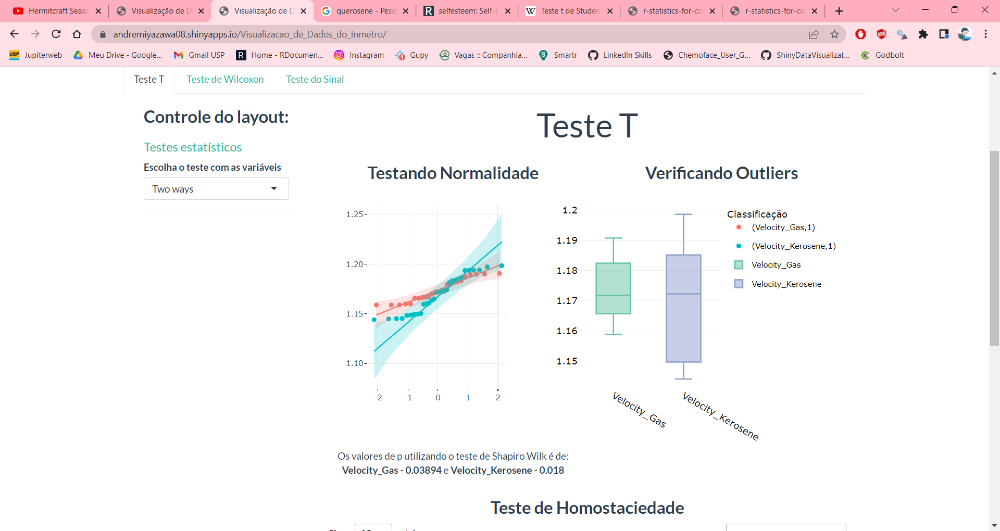 Hermitcraft Seaso
Visualização de D
Visualização de D
querosene - Pesq
selfesteem: Self-E
Teste t de Student
r-statistics-for-co
r-statistics-for-co
andremiyazawa08.shinyapps.io/Visualizacao_de_Dados_do_Inmetro/
USP Jupiterweb
Meu Drive - Google...
Gmail USP
R Home - RDocumen...
Instagram
1 Gupy
Vagas :: Companhia...
S Smartr
LinkedIn Skills
Chemoface_User_G...
ShinyDataVisualizat...
Godbolt
Teste T
Teste de Wilcoxon
Teste do Sinal
Controle do layout:
Testes estatísticos
Escolha o teste com as variáveis
Two ways
Teste T
Testando Normalidade
Verificando Outliers
1.25
1.20
1.15
1.10
-2 -1 0 1 2
1.2
1.19
1.18
1.17
1.16
1.15
Velocity_Gas
Velocity_Kerosene
Classificação
(Velocity_Gas,1)
(Velocity_Kerosene,1)
Velocity_Gas
Velocity_Kerosene
Os valores de p utilizando o teste de Shapiro Wilk é de:
Velocity_Gas - 0.03894 e Velocity_Kerosene - 0.018
Teste de Homostaciedade